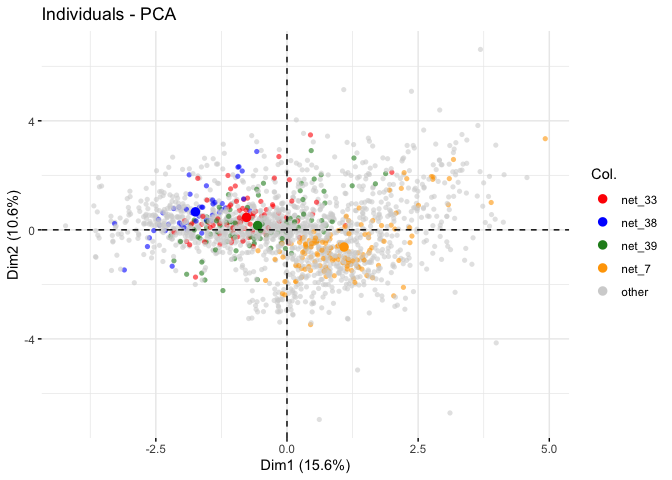 Individuals - PCA
Dim2 (10.6%)
4
0
-4
-2.5
0.0
2.5
5.0
Dim1 (15.6%)
Col.
net_33
net_38
net_39
net_7
other